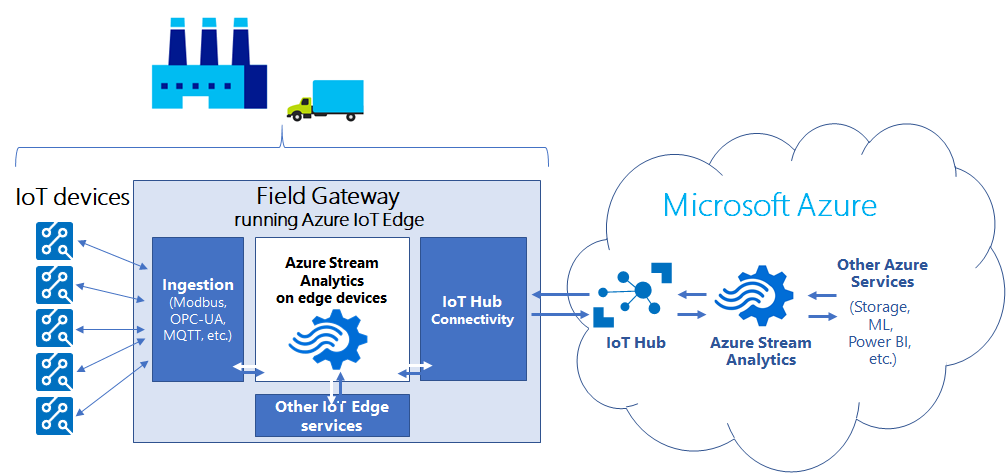 IoT devices
Field Gateway
running Azure IoT Edge
Ingestion
(Modbus,
OPC-UA,
MQTT, etc.)
Azure Stream
Analytics
on edge devices
IoT Hub
Connectivity
Other IoT Edge
services
Microsoft Azure
IoT Hub
Azure Stream
Analytics
Other Azure
Services
(Storage,
ML,
Power BI,
etc.)